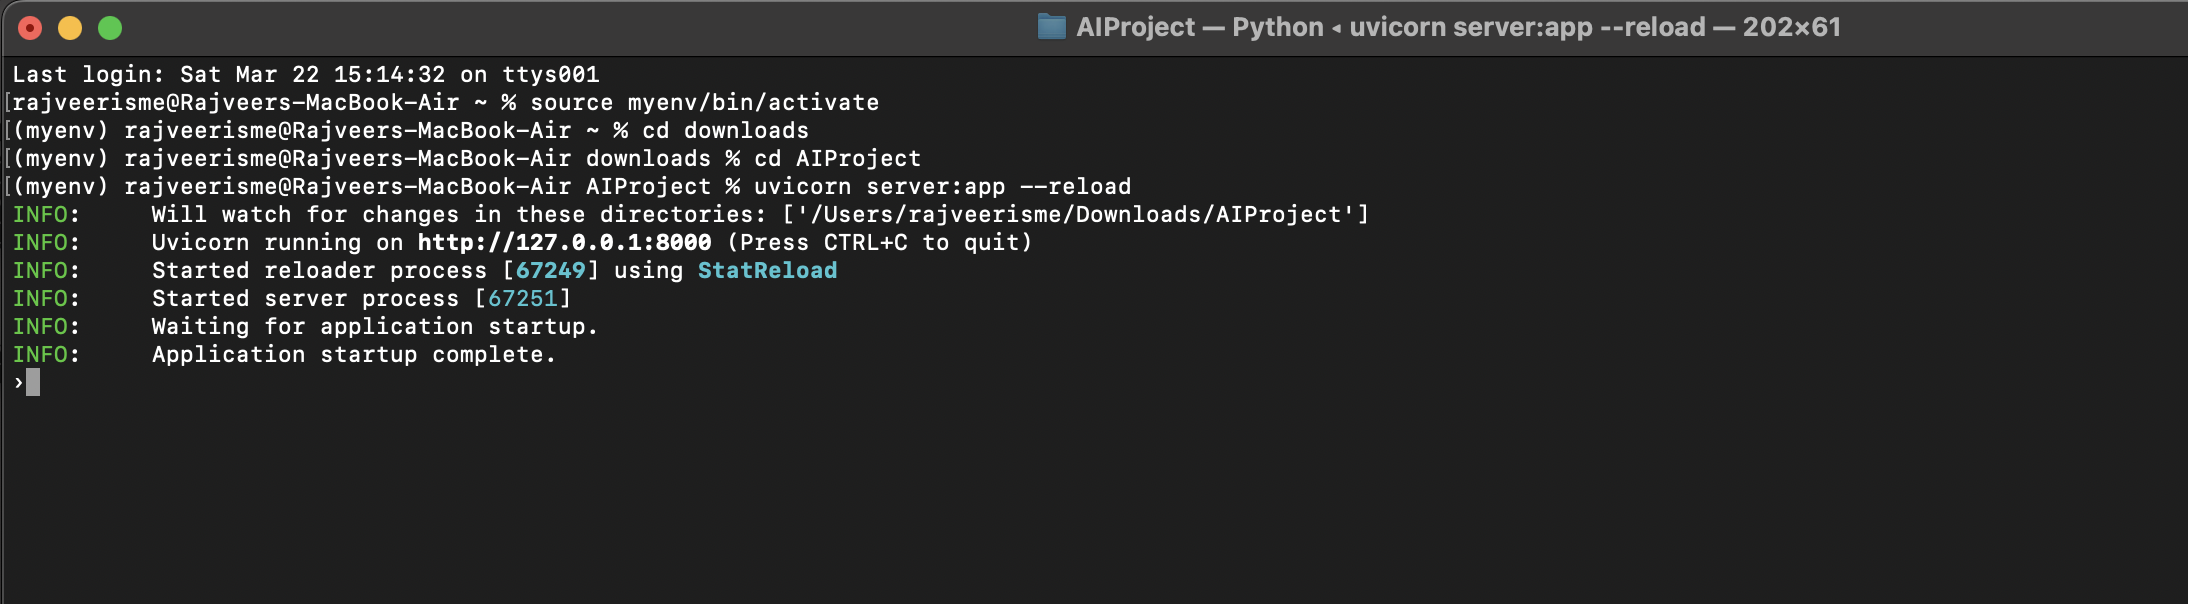 AIProject — Python ◂ uvicorn server:app --reload — 202×61
Last login: Sat Mar 22 15:14:32 on ttys001
[rajveerisme@Rajveers-MacBook-Air ~ % source myenv/bin/activate
[(myenv) rajveerisme@Rajveers-MacBook-Air ~ % cd downloads
[(myenv) rajveerisme@Rajveers-MacBook-Air downloads % cd AIProject
[(myenv) rajveerisme@Rajveers-MacBook-Air AIProject % uvicorn server:app --reload
INFO:     Will watch for changes in these directories: ['/Users/rajveerisme/Downloads/AIProject']
INFO:     Uvicorn running on http://127.0.0.1:8000 (Press CTRL+C to quit)
INFO:     Started reloader process [67249] using StatReload
INFO:     Started server process [67251]
INFO:     Waiting for application startup.
INFO:     Application startup complete.
›